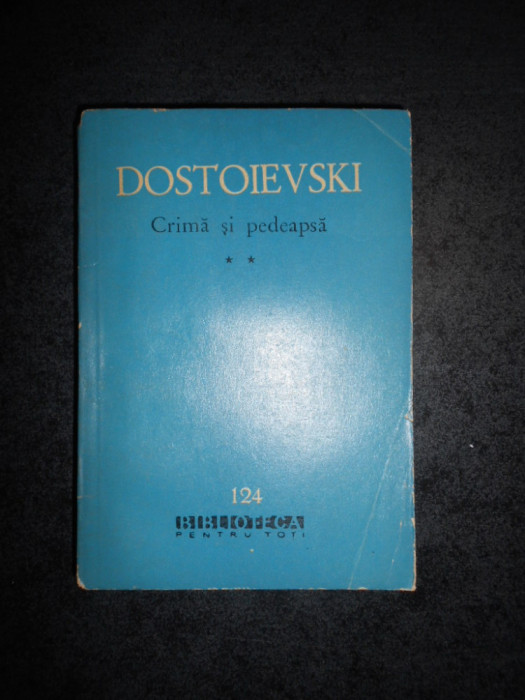 DOSTOIEVSKI
Crimă și pedeapsă
★ ★
124
BIBLIOTECA
PENTRU TOȚI